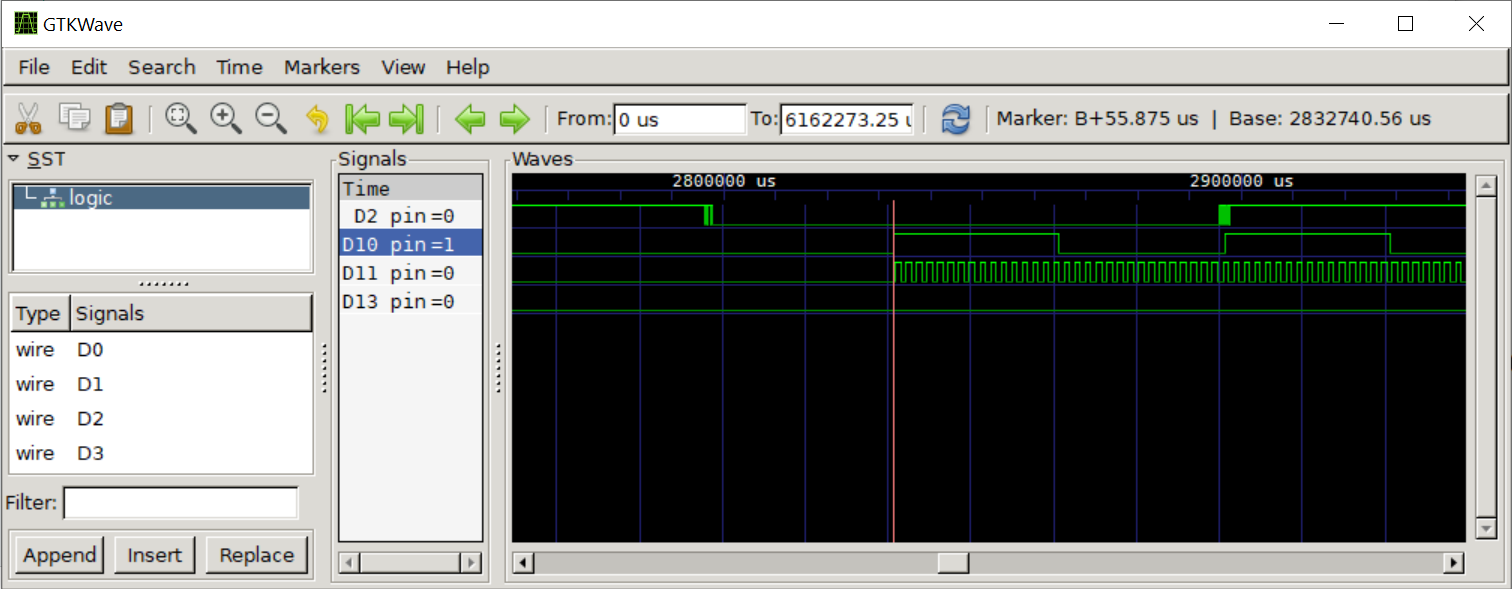 GTKWave
File Edit Search Time Markers View Help
From: 0 us To: 6162273.25 u Marker: B+55.875 us | Base: 2832740.56 us
SST
logic
Type Signals
wire D0
wire D1
wire D2
wire D3
Filter:
Append Insert Replace
Signals
Time
D2 pin=0
D10 pin=1
D11 pin=0
D13 pin=0
Waves
2800000 us 2900000 us